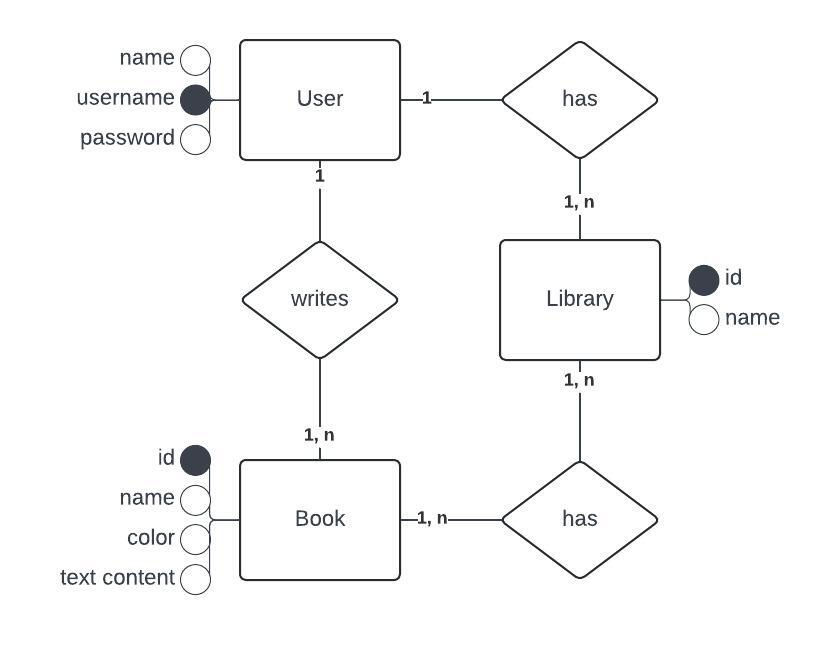 name
username
password
User
1
has
1
1, n
writes
Library
id
name
1, n
1, n
id
name
color
text content
Book
1, n
has